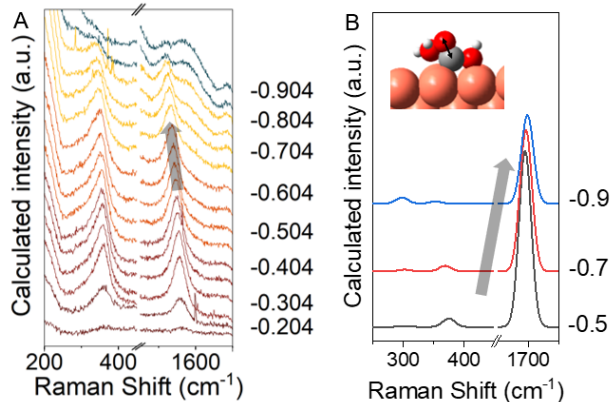 A
Calculated intensity (a.u.)
-0.904
-0.804
-0.704
-0.604
-0.504
-0.404
-0.304
-0.204
200
400
1600
Raman Shift (cm⁻¹)
B
Calculated intensity (a.u.)
-0.9
-0.7
-0.5
300
400
1700
Raman Shift (cm⁻¹)